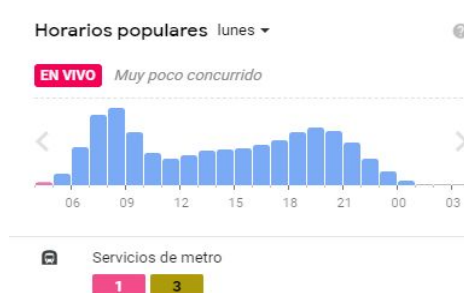 Horarios populares lunes
EN VIVO Muy poco concurrido
06 09 12 15 18 21 00 03
Servicios de metro
1 3